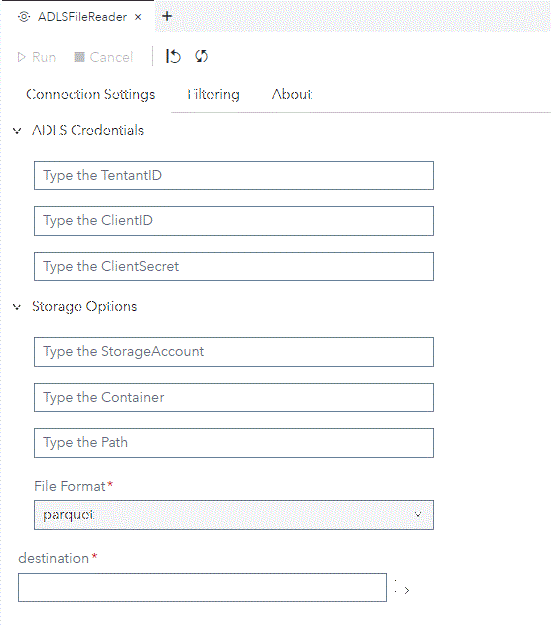 ADLSFileReader
Run Cancel
Connection Settings Filtering About
ADLS Credentials
Type the TentantID
Type the ClientID
Type the ClientSecret
Storage Options
Type the StorageAccount
Type the Container
Type the Path
File Format*
parquet
destination*